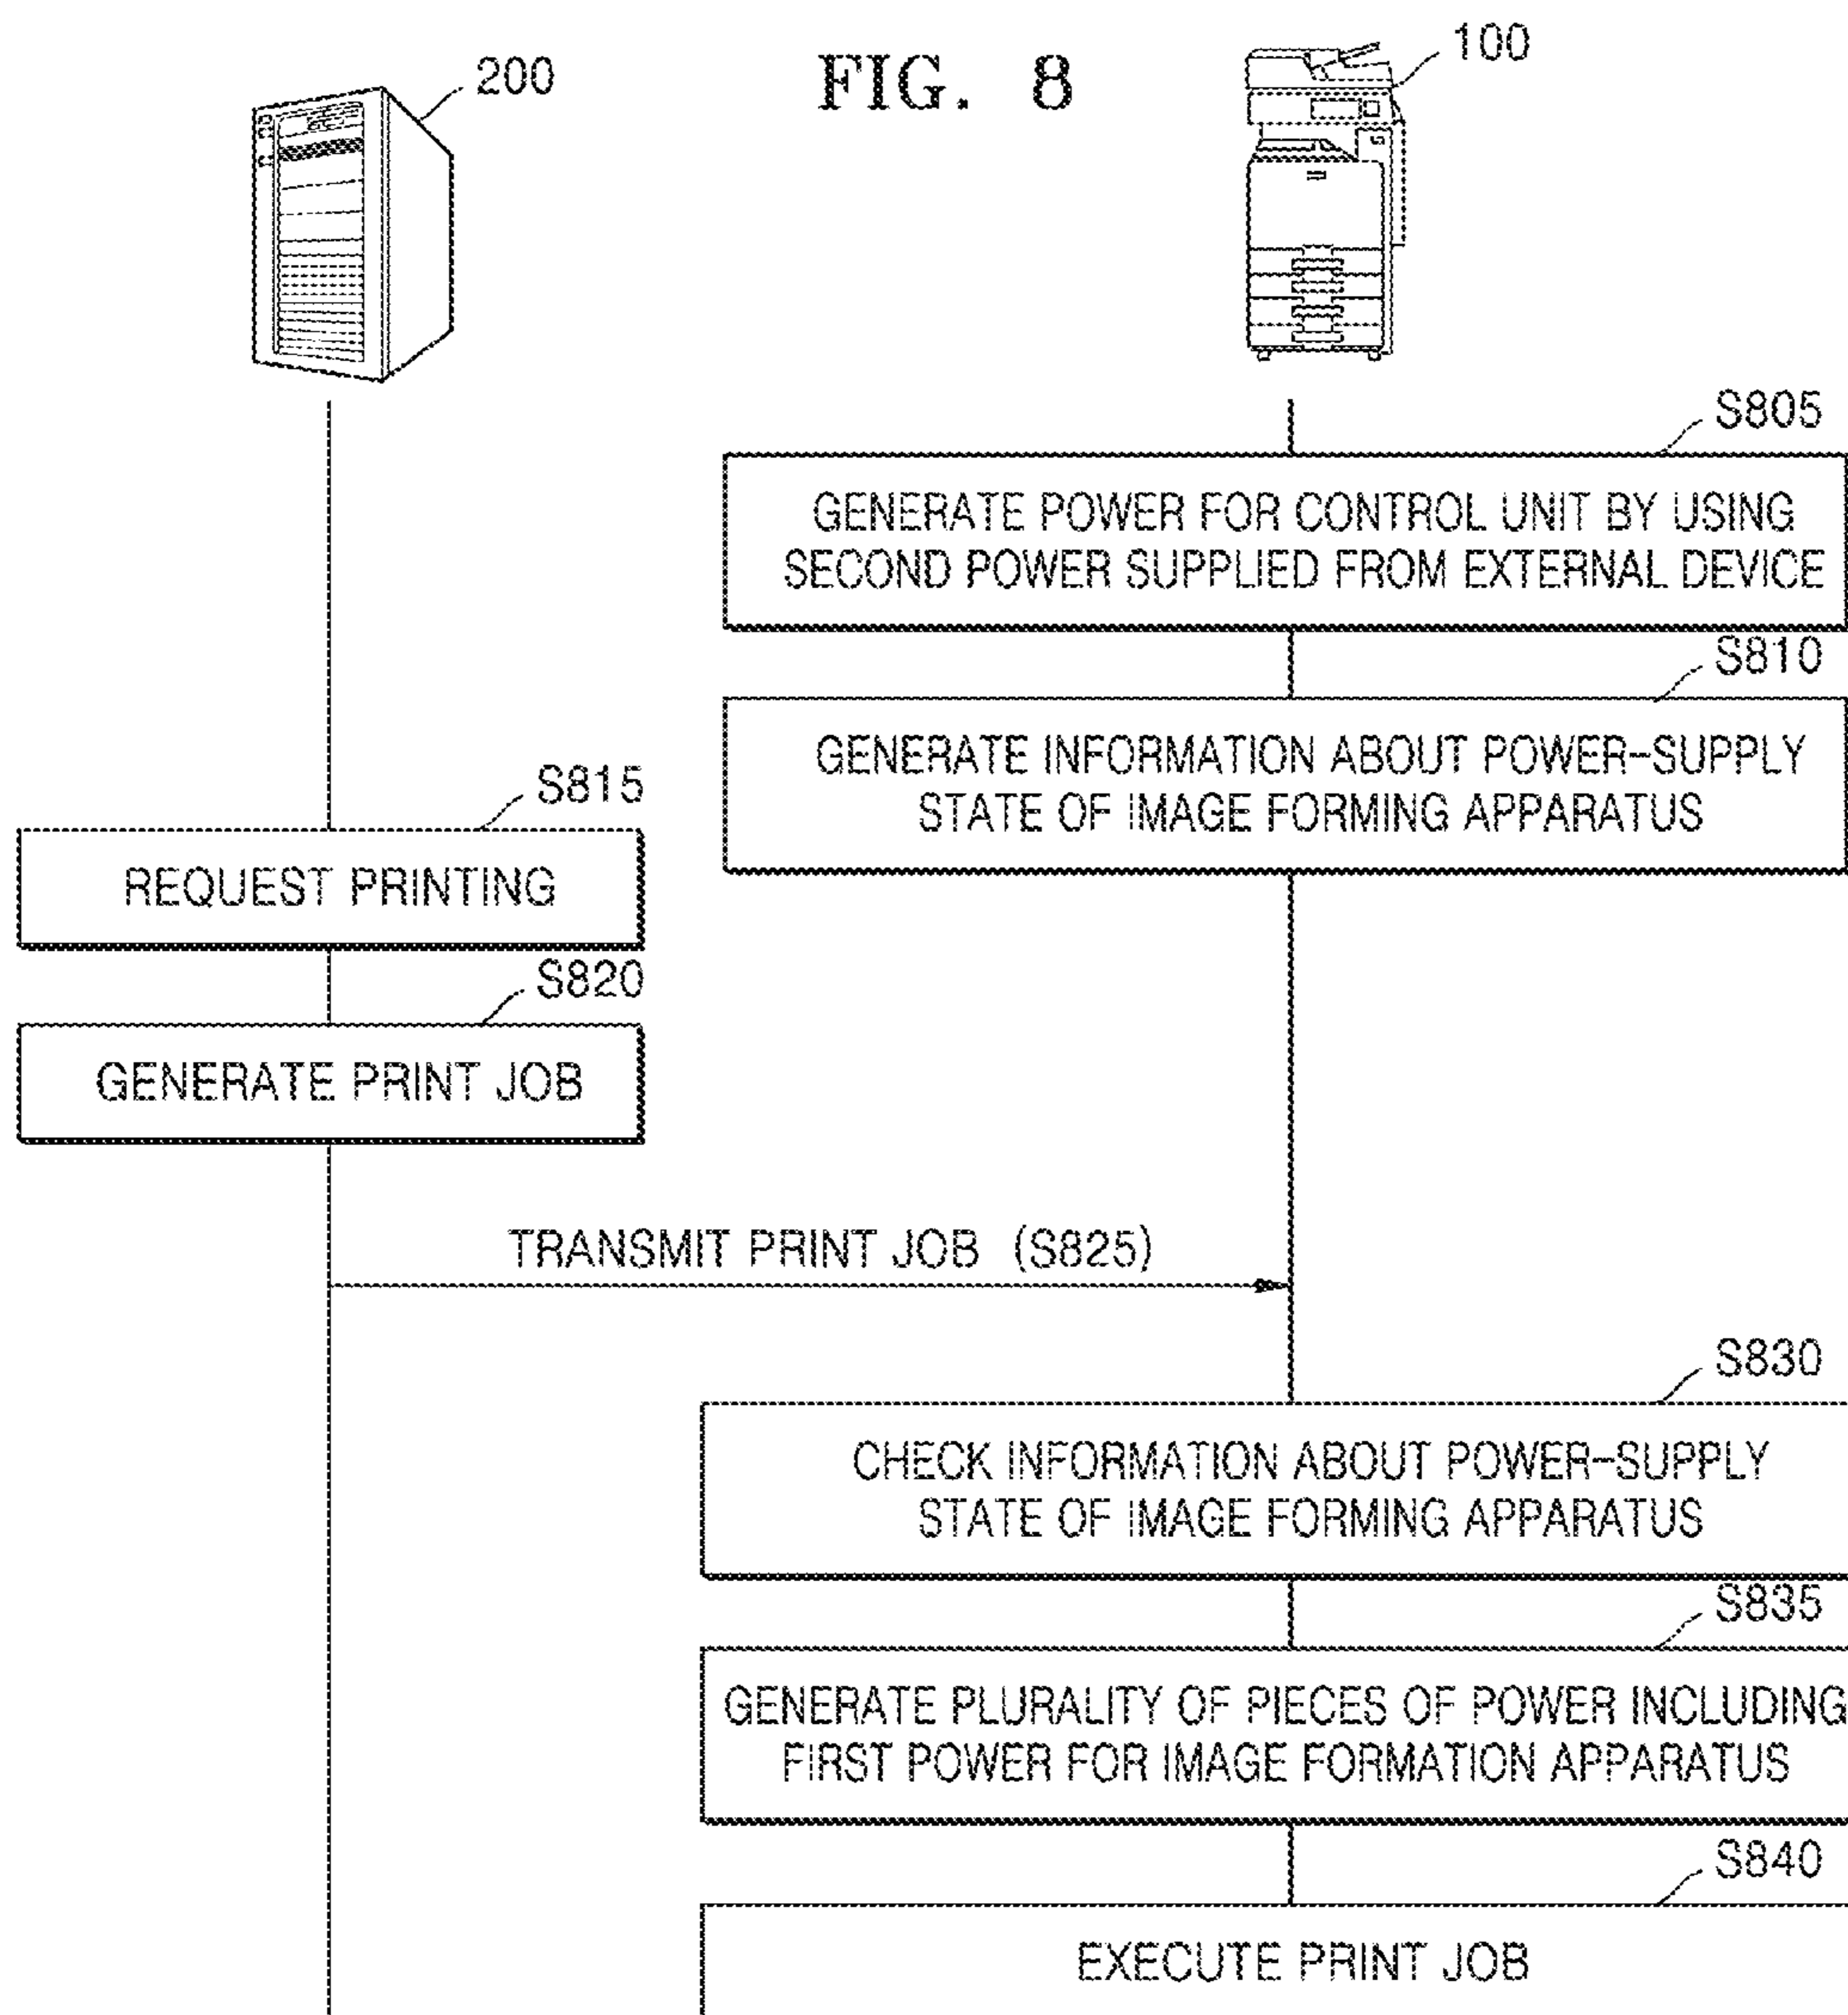 FIG. 8
200
100
S805
GENERATE POWER FOR CONTROL UNIT BY USING
SECOND POWER SUPPLIED FROM EXTERNAL DEVICE
S810
GENERATE INFORMATION ABOUT POWER-SUPPLY
STATE OF IMAGE FORMING APPARATUS
S815
REQUEST PRINTING
S820
GENERATE PRINT JOB
TRANSMIT PRINT JOB (S825)
S830
CHECK INFORMATION ABOUT POWER-SUPPLY
STATE OF IMAGE FORMING APPARATUS
S835
GENERATE PLURALITY OF PIECES OF POWER INCLUDING
FIRST POWER FOR IMAGE FORMATION APPARATUS
S840
EXECUTE PRINT JOB